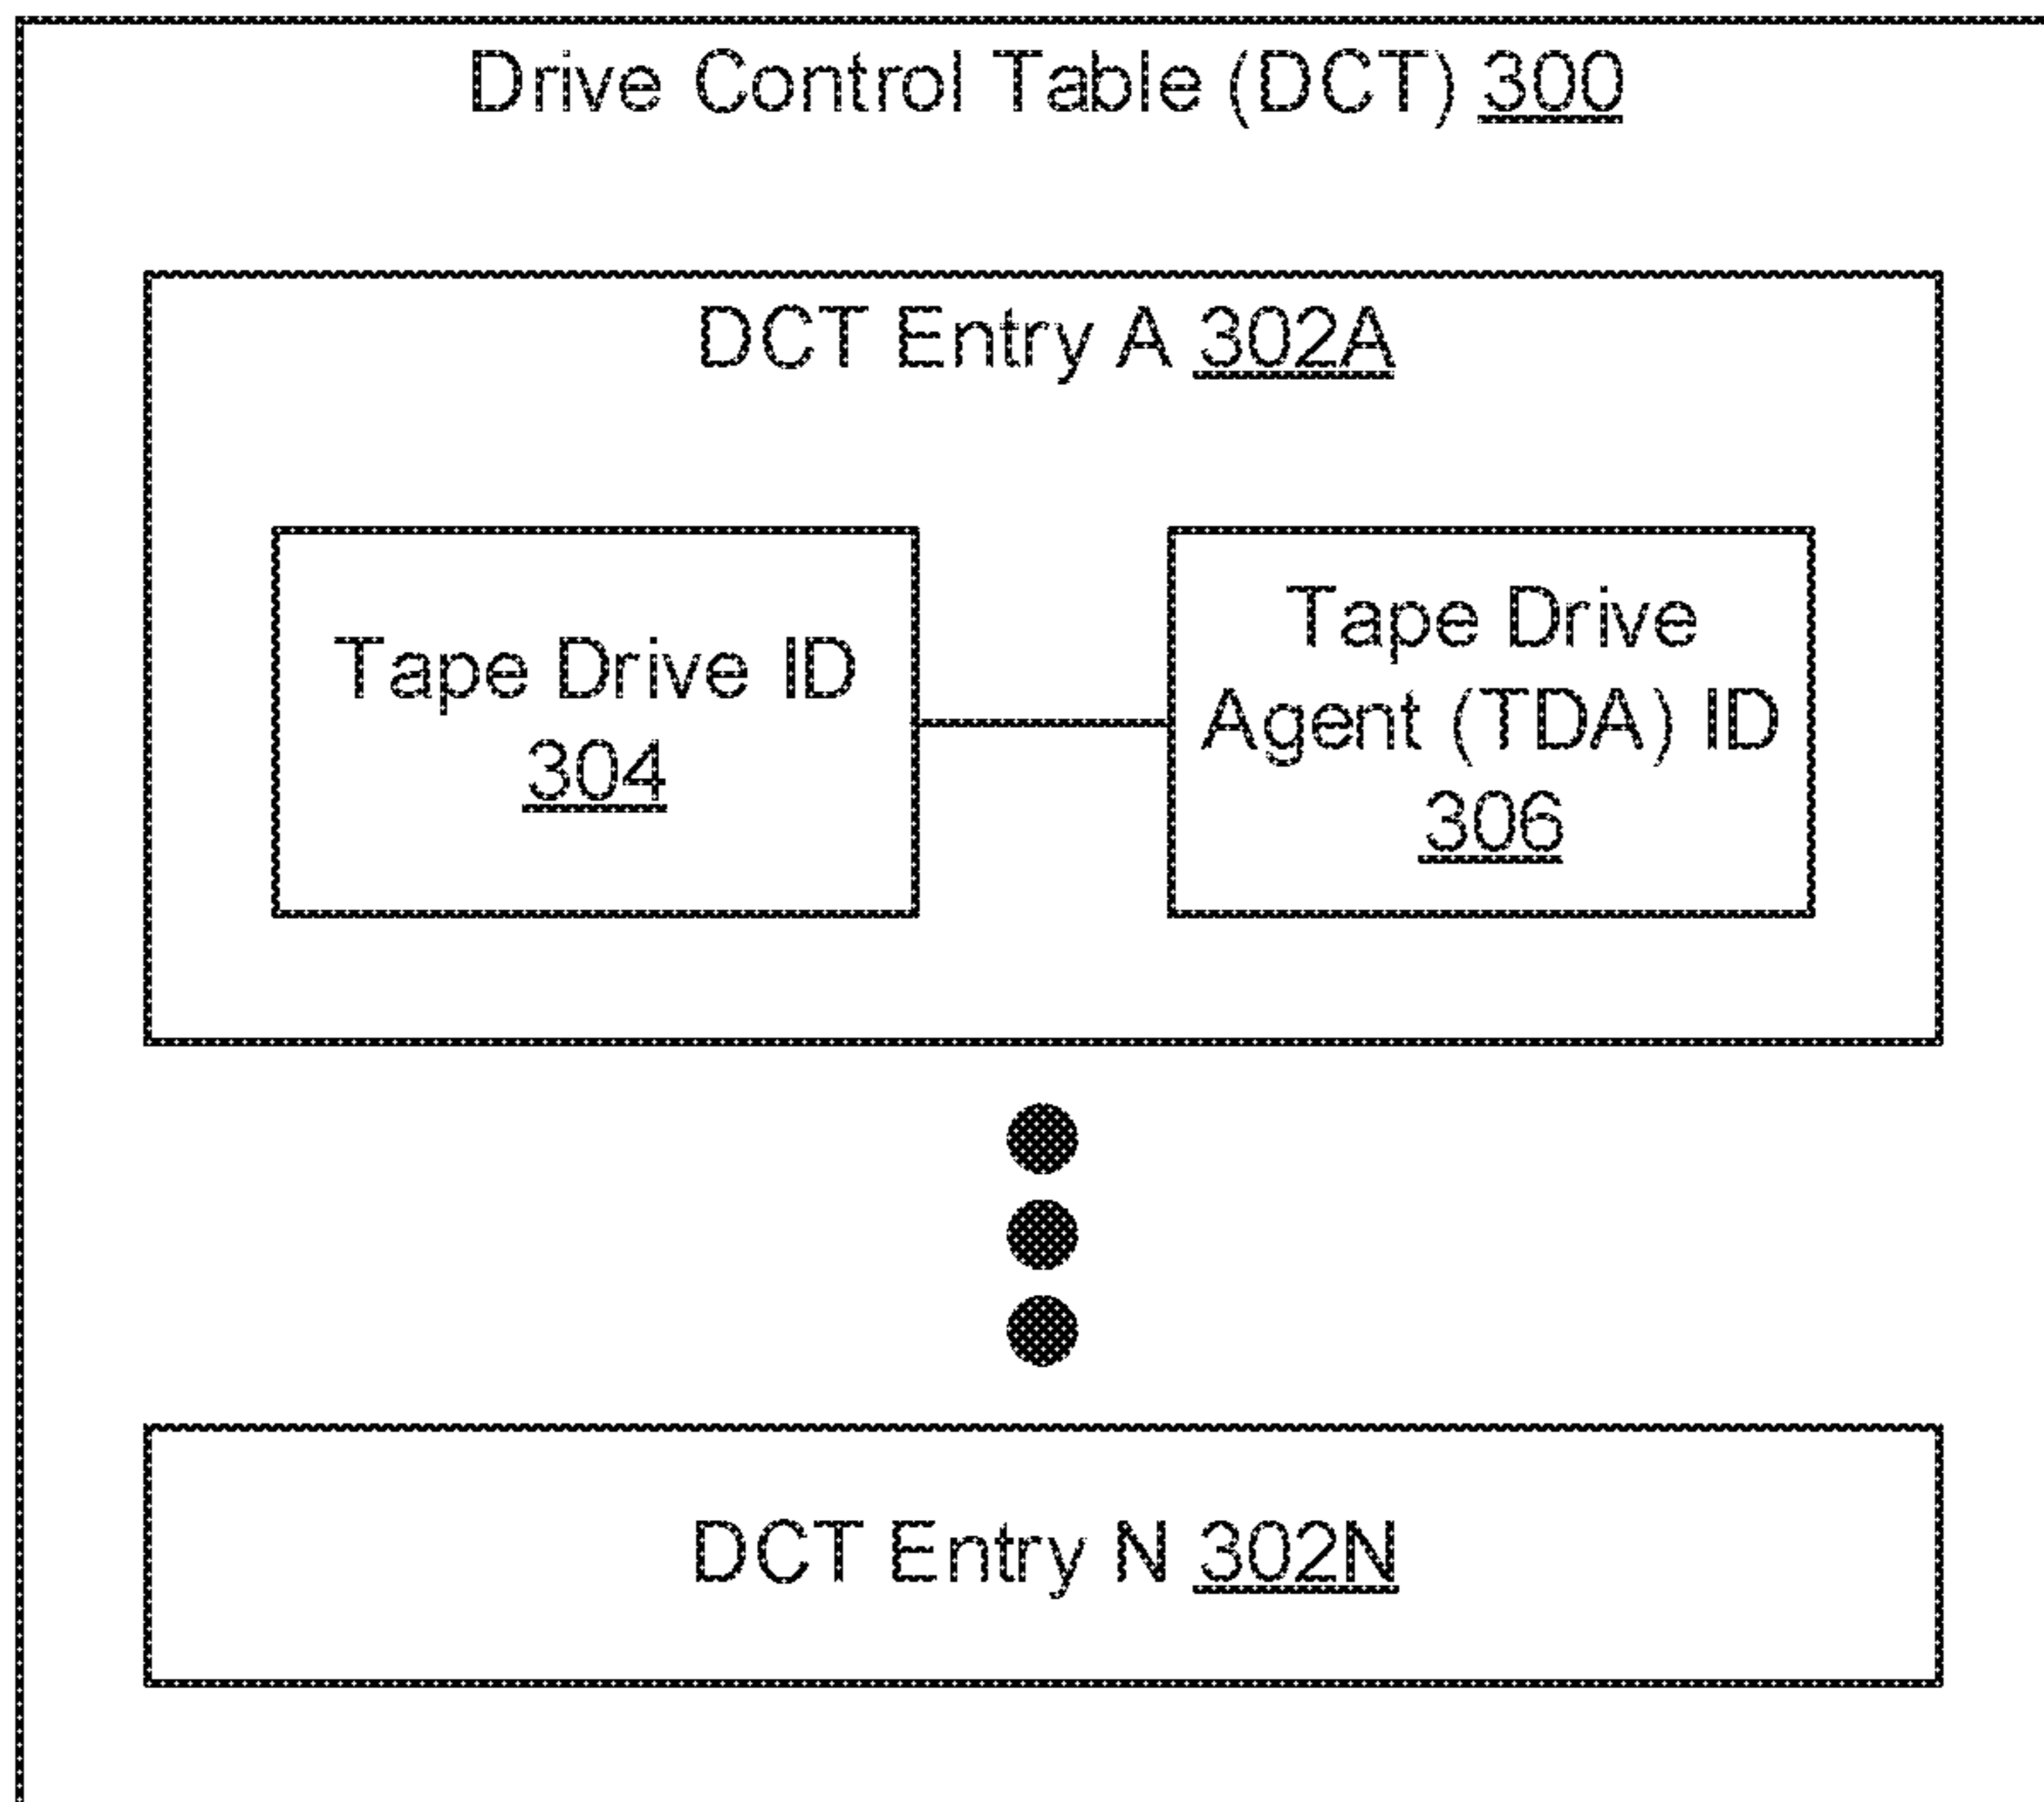 Drive Control Table (DCT) 300
DCT Entry A 302A
Tape Drive ID
304
Tape Drive
Agent (TDA) ID
306
DCT Entry N 302N